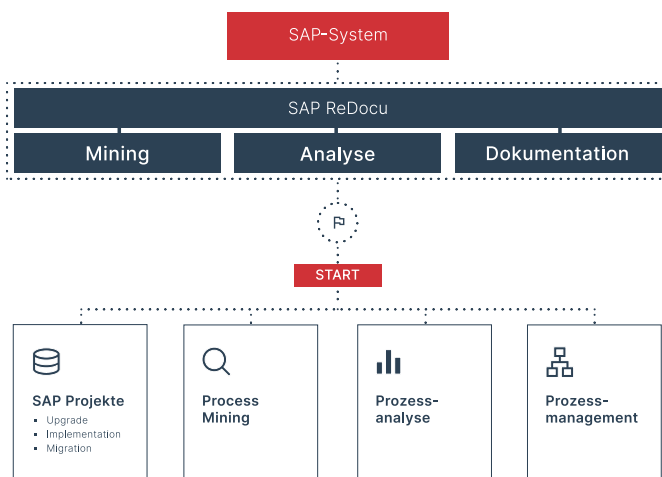 SAP-System
SAP ReDocu
Mining
Analyse
Dokumentation
START
SAP Projekte
▪ Upgrade
▪ Implementation
▪ Migration
Process
Mining
Prozess-
analyse
Prozess-
management